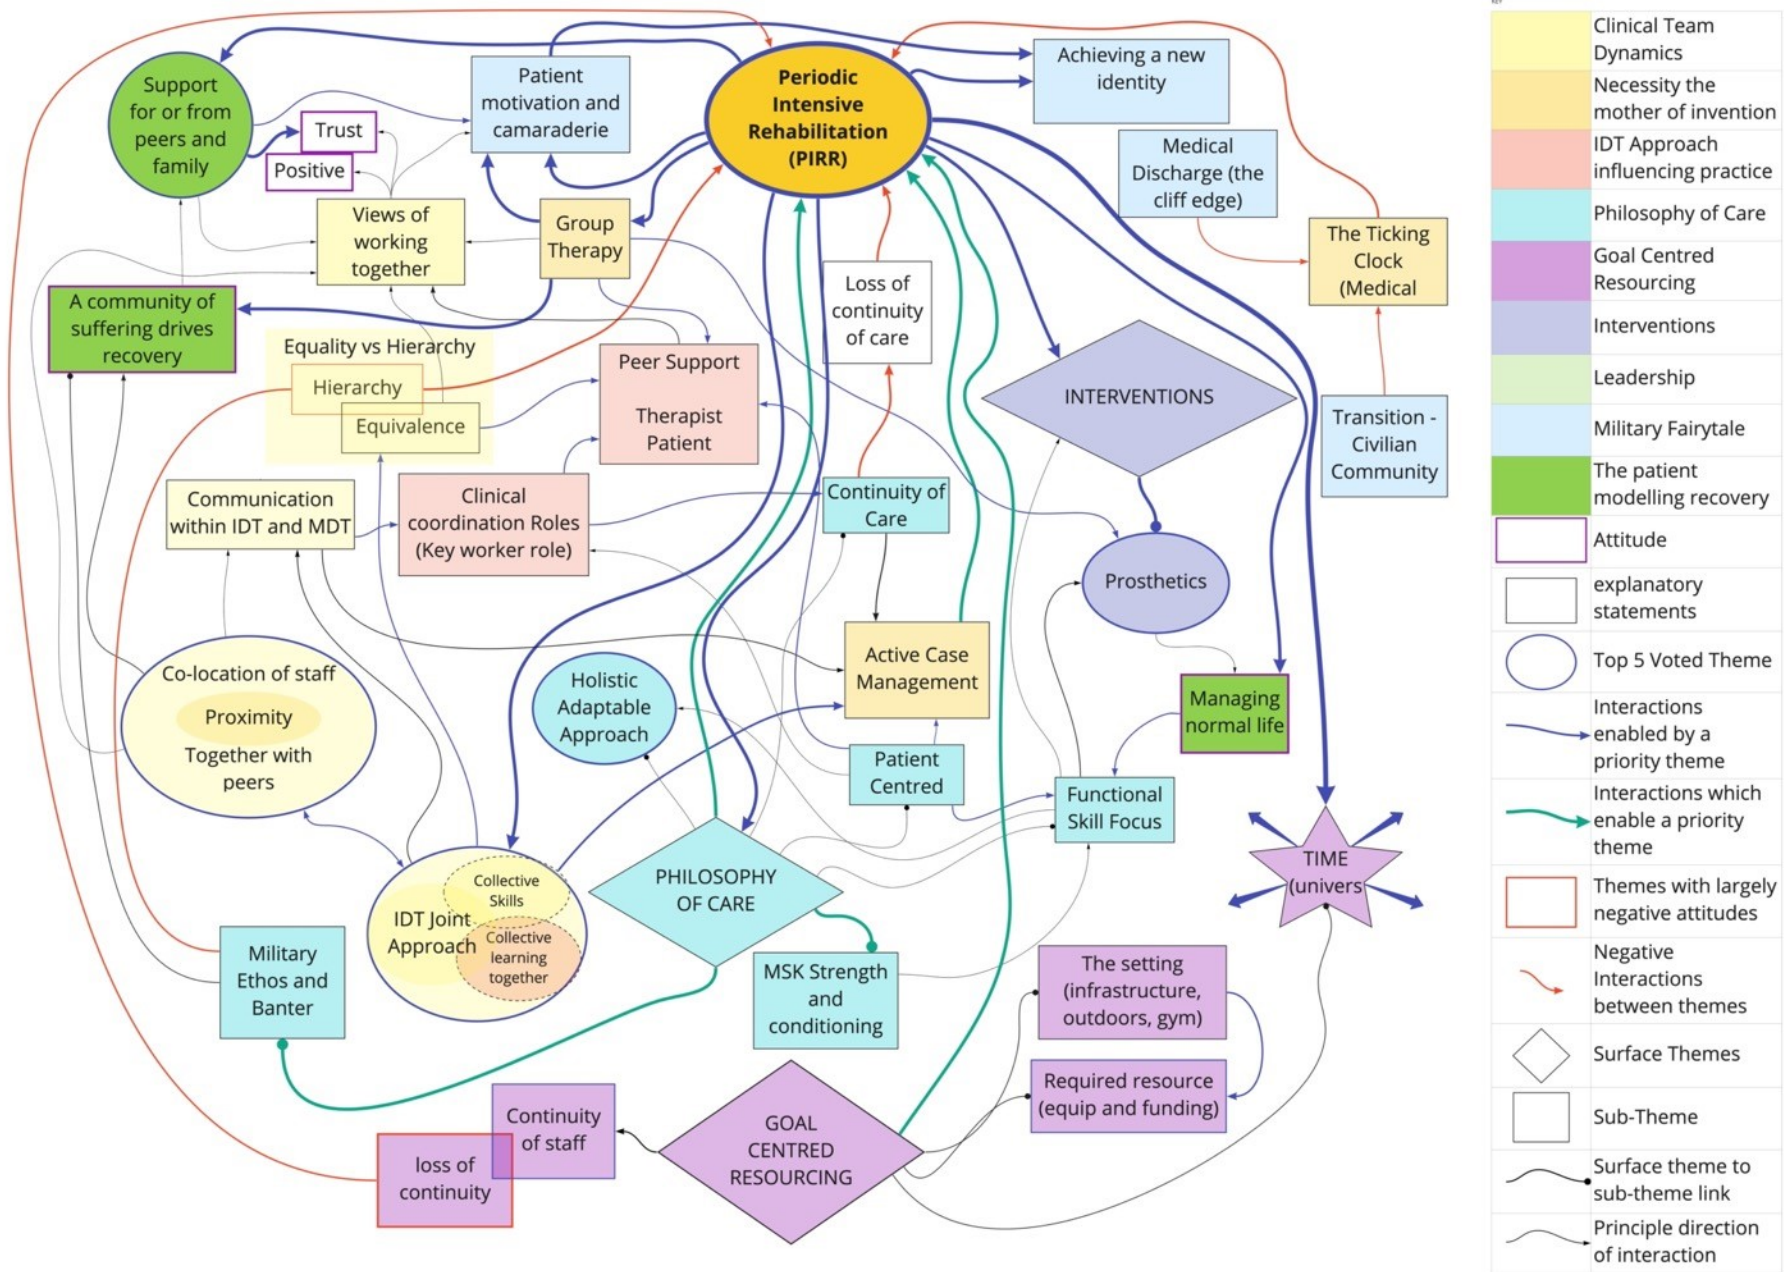 KEY
Support
for or from
peers and
family
Trust
Positive
Patient
motivation and
camaraderie
Periodic
Intensive
Rehabilitation
(PIRR)
Achieving a new
identity
Medical
Discharge (the
cliff edge)
The Ticking
Clock
(Medical
Transition -
Civilian
Community
Views of
working
together
Group
Therapy
Loss of
continuity
of care
A community of
suffering drives
recovery
Equality vs Hierarchy
Hierarchy
Equivalence
Peer Support
Therapist
Patient
INTERVENTIONS
Communication
within IDT and MDT
Clinical
coordination Roles
(Key worker role)
Continuity of
Care
Prosthetics
Co-location of staff
Proximity
Together with
peers
Holistic
Adaptable
Approach
Active Case
Management
Managing
normal life
Patient
Centred
Functional
Skill Focus
TIME
(univers
IDT Joint
Approach
Collective
Skills
Collective
learning
together
PHILOSOPHY
OF CARE
Military
Ethos and
Banter
MSK Strength
and
conditioning
The setting
(infrastructure,
outdoors, gym)
Required resource
(equip and funding)
Continuity
of staff
loss of
continuity
GOAL
CENTRED
RESOURCING
Clinical Team
Dynamics
Necessity the
mother of invention
IDT Approach
influencing practice
Philosophy of Care
Goal Centred
Resourcing
Interventions
Leadership
Military Fairytale
The patient
modelling recovery
Attitude
explanatory
statements
Top 5 Voted Theme
Interactions
enabled by a
priority theme
Interactions which
enable a priority
theme
Themes with largely
negative attitudes
Negative
Interactions
between themes
Surface Themes
Sub-Theme
Surface theme to
sub-theme link
Principle direction
of interaction